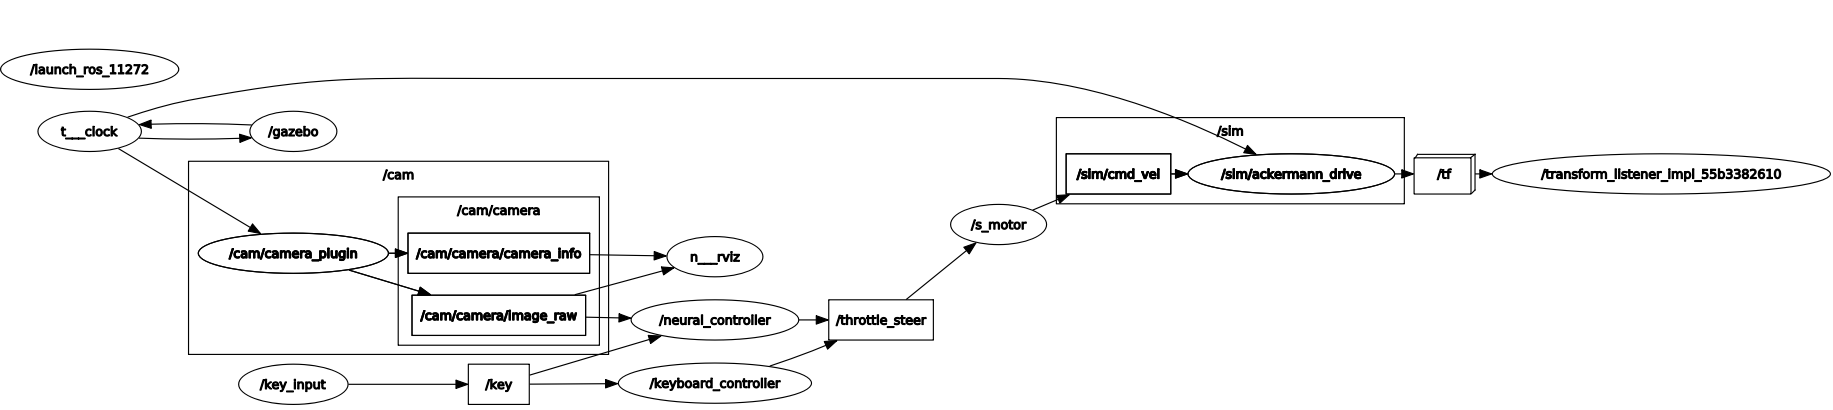 /launch_ros_11272
t___clock
/gazebo
/sim
/cam
/sim/cmd_vel
/sim/ackermann_drive
/tf
/transform_listener_impl_55b3382610
/cam/camera
/s_motor
/cam/camera_plugin
/cam/camera/camera_info
n___rviz
/cam/camera/image_raw
/neural_controller
/throttle_steer
/key_input
/key
/keyboard_controller